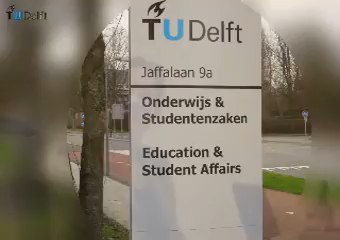 TU Delft
TU Delft
Jaffalaan 9a
Onderwijs &
Studentenzaken
Education &
Student Affairs